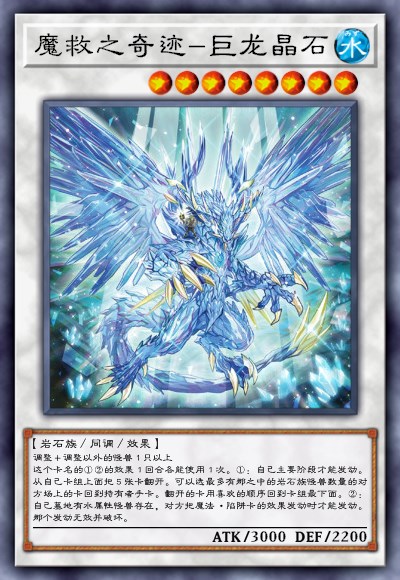 魔救之奇迹-巨龙晶石
水
【岩石族／同调／效果】
调整＋调整以外的怪兽1只以上
这个卡名的①②的效果1回合各能使用1次。①：自己主要阶段才能发动。
从自己卡组上面把5张卡翻开。可以选最多有那之中的岩石族怪兽数量的对
方场上的卡回到持有者手卡。翻开的卡用喜欢的顺序回到卡组最下面。②：
自己墓地有水属性怪兽存在，对方把魔法·陷阱卡的效果发动时才能发动。
那个发动无效并破坏。
ATK/3000 DEF/2200